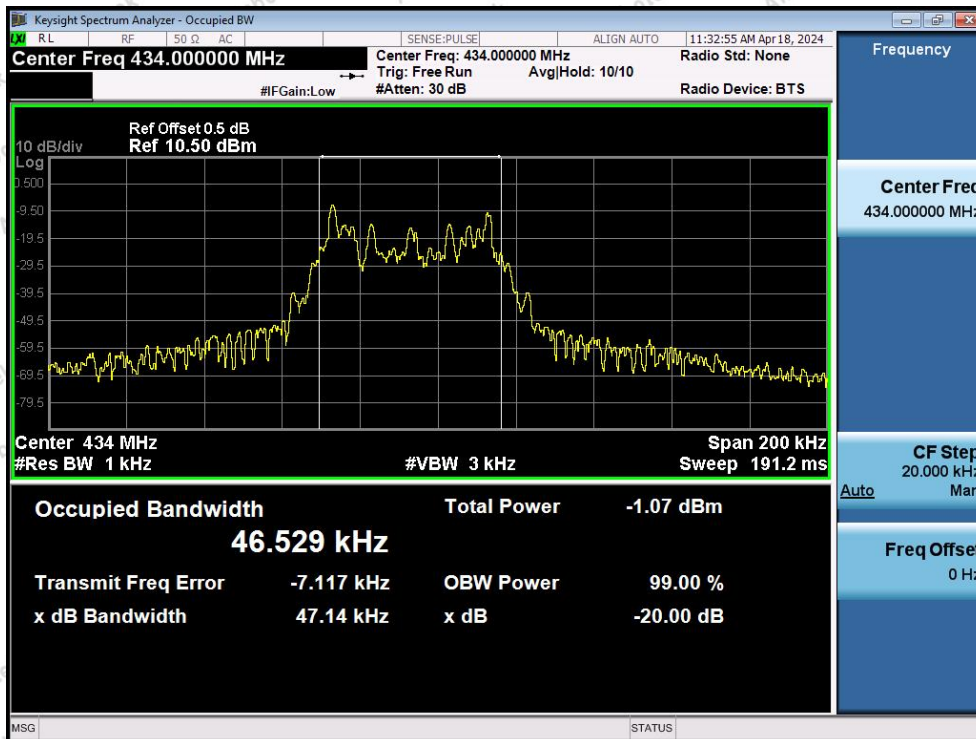 Keysight Spectrum Analyzer - Occupied BW
LXI RL RF 50 Ω AC SENSE:PULSE ALIGN AUTO 11:32:55 AM Apr 18, 2024
Center Freq 434.000000 MHz
Center Freq: 434.000000 MHz Radio Std: None
Trig: Free Run Avg|Hold: 10/10
#IFGain:Low #Atten: 30 dB Radio Device: BTS
Frequency
Ref Offset 0.5 dB
10 dB/div Ref 10.50 dBm
Log
0.500
-9.50
-19.5
-29.5
-39.5
-49.5
-59.5
-69.5
-79.5
Center 434 MHz Span 200 kHz
#Res BW 1 kHz #VBW 3 kHz Sweep 191.2 ms
Center Freq
434.000000 MHz
CF Step
20.000 kHz
Auto Man
Freq Offset
0 Hz
Occupied Bandwidth Total Power -1.07 dBm
46.529 kHz
Transmit Freq Error -7.117 kHz OBW Power 99.00 %
x dB Bandwidth 47.14 kHz x dB -20.00 dB
MSG STATUS